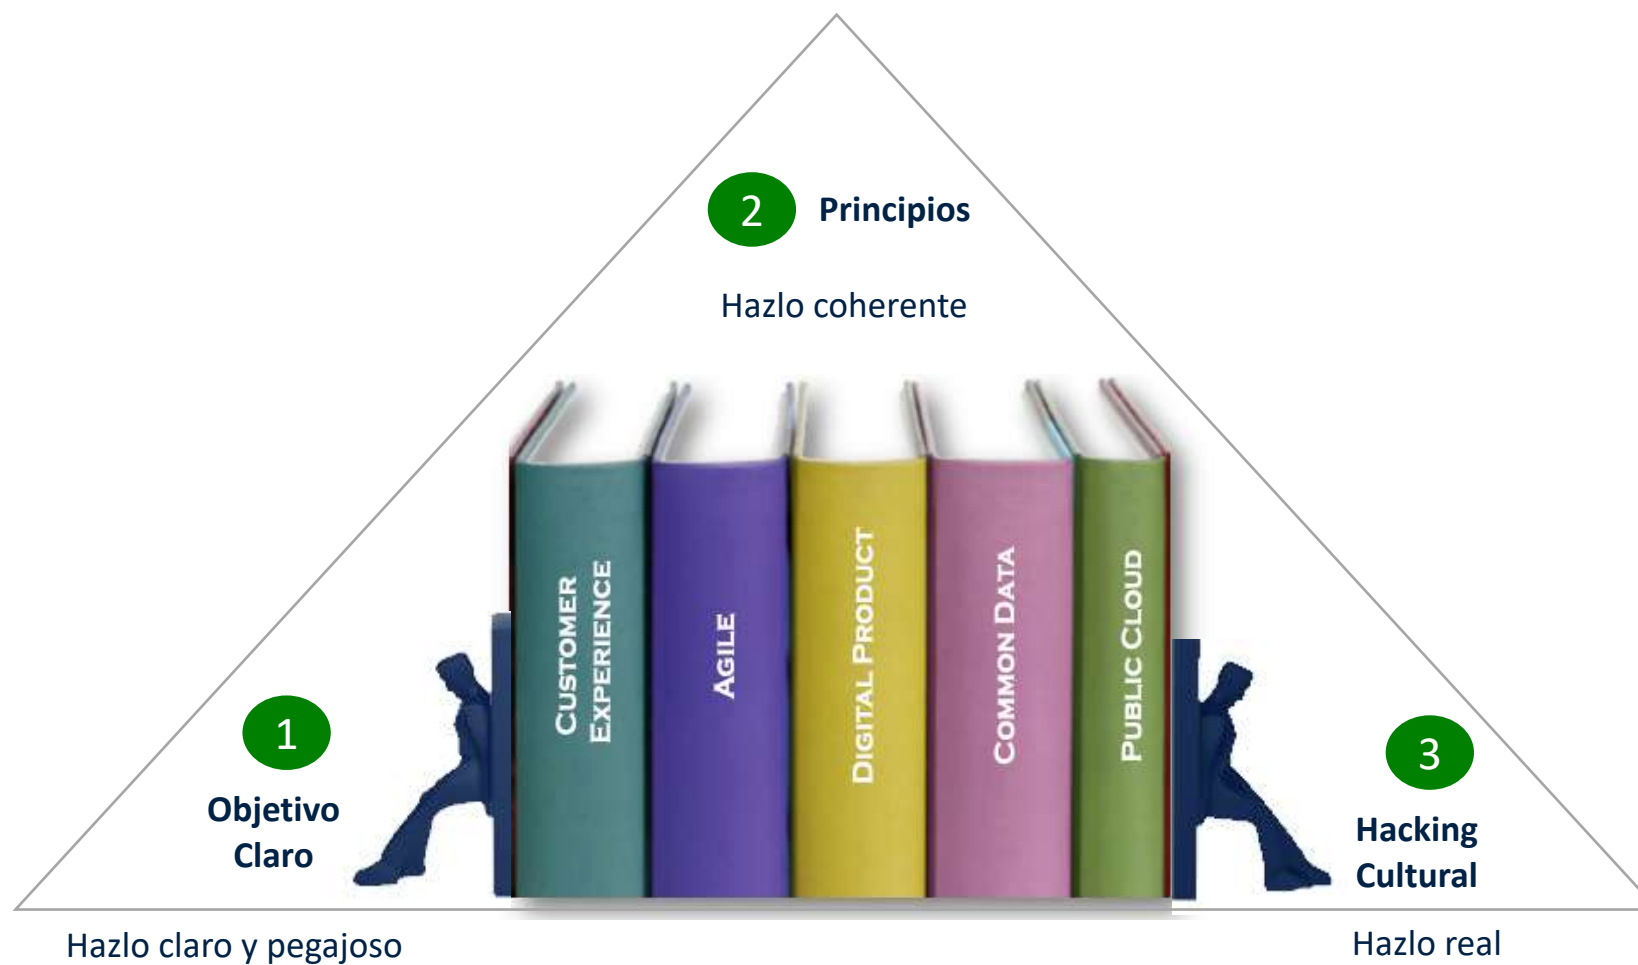 2
Principios
Hazlo coherente
CUSTOMER
EXPERIENCE
AGILE
DIGITAL PRODUCT
COMMON DATA
PUBLIC CLOUD
1
Objetivo
Claro
3
Hacking
Cultural
Hazlo claro y pegajoso
Hazlo real